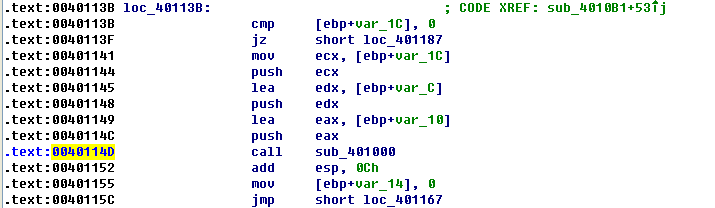 .text:0040113B loc_40113B: ; CODE XREF: sub_4010B1+53îj
.text:0040113B cmp [ebp+var_1C], 0
.text:0040113F jz short loc_401187
.text:00401141 mov ecx, [ebp+var_1C]
.text:00401144 push ecx
.text:00401145 lea edx, [ebp+var_C]
.text:00401148 push edx
.text:00401149 lea eax, [ebp+var_10]
.text:0040114C push eax
.text:0040114D call sub_401000
.text:00401152 add esp, 0Ch
.text:00401155 mov [ebp+var_14], 0
.text:0040115C jmp short loc_401167